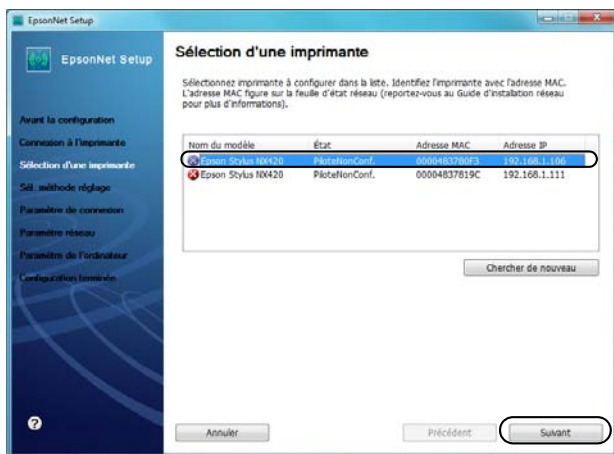 EpsonNet Setup
EpsonNet Setup
Avant la configuration
Connexion à l'imprimante
Sélection d'une imprimante
Sél. méthode réglage
Paramètre de connexion
Paramètre réseau
Paramètre de l'ordinateur
Configuration terminée
Sélection d'une imprimante
Sélectionnez imprimante à configurer dans la liste. Identifiez l'imprimante avec l'adresse MAC.
L'adresse MAC figure sur la feuille d'état réseau (reportez-vous au Guide d'installation réseau
pour plus d'informations).
Nom du modèle État Adresse MAC Adresse IP
Epson Stylus NX420 PiloteNonConf. 0000483780F3 192.168.1.106
Epson Stylus NX420 PiloteNonConf. 00004837819C 192.168.1.111
Chercher de nouveau
Annuler Précédent Suivant